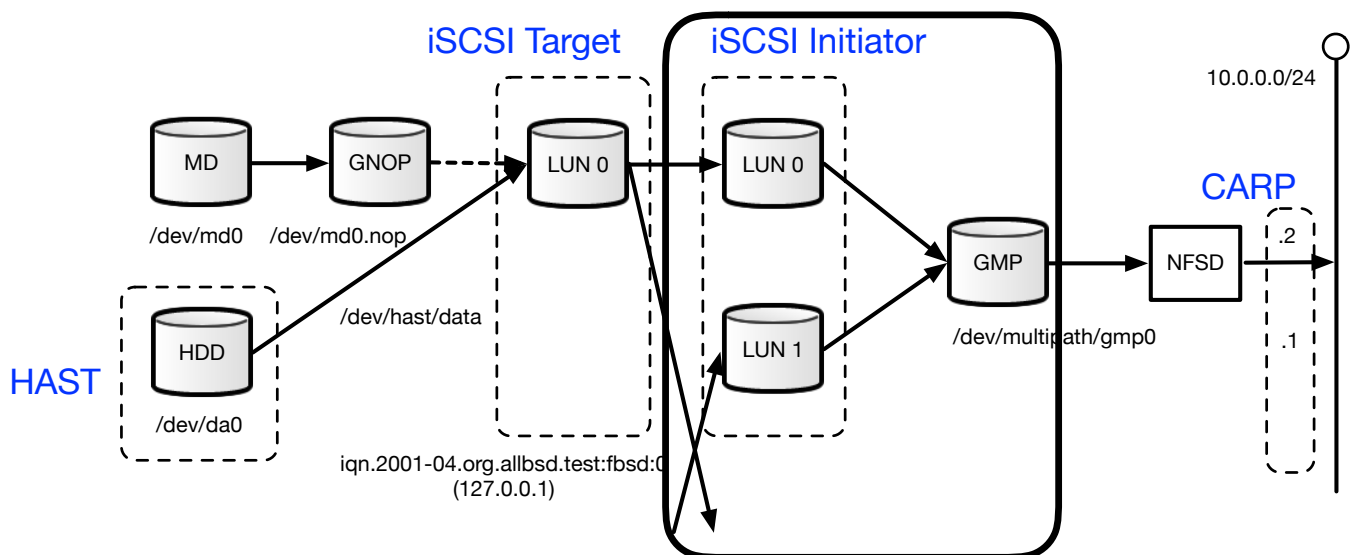 iSCSI Target
iSCSI Initiator
10.0.0.0/24
MD
GNOP
LUN 0
LUN 0
CARP
/dev/md0
/dev/md0.nop
.2
GMP
NFSD
/dev/hast/data
/dev/multipath/gmp0
.1
HDD
LUN 1
HAST
/dev/da0
iqn.2001-04.org.allbsd.test:fbsd:0
(127.0.0.1)